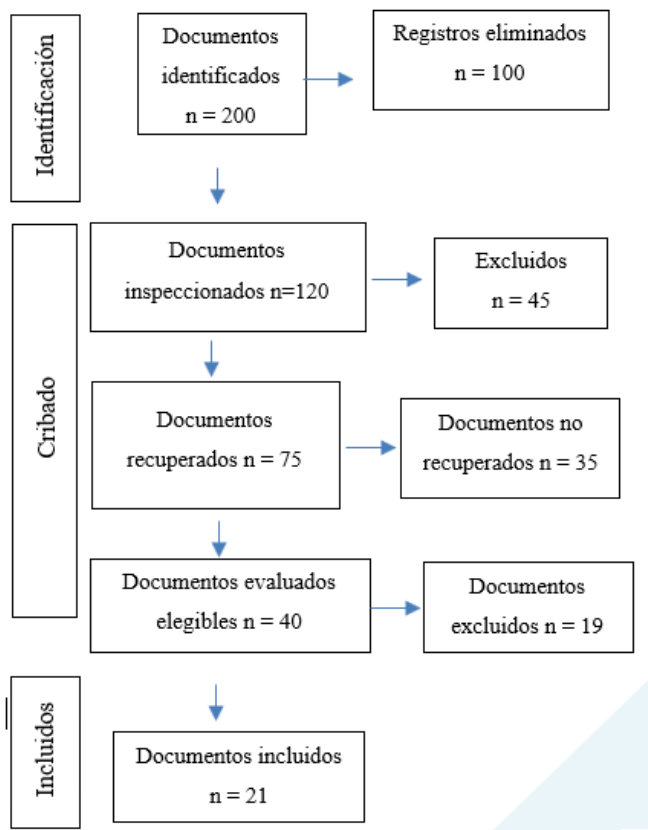 Identificación
Documentos
identificados
n = 200
Registros eliminados
n = 100
Cribado
Documentos
inspeccionados n=120
Excluidos
n = 45
Documentos
recuperados n = 75
Documentos no
recuperados n = 35
Documentos evaluados
elegibles n = 40
Documentos
excluidos n = 19
Incluidos
Documentos incluidos
n = 21